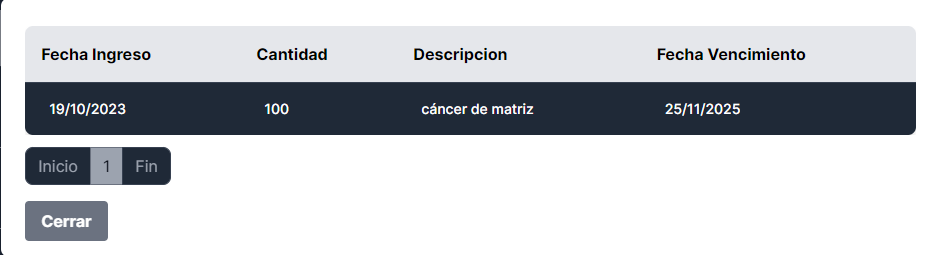 Fecha Ingreso Cantidad Descripcion Fecha Vencimiento
19/10/2023 100 cáncer de matriz 25/11/2025
Inicio 1 Fin
Cerrar